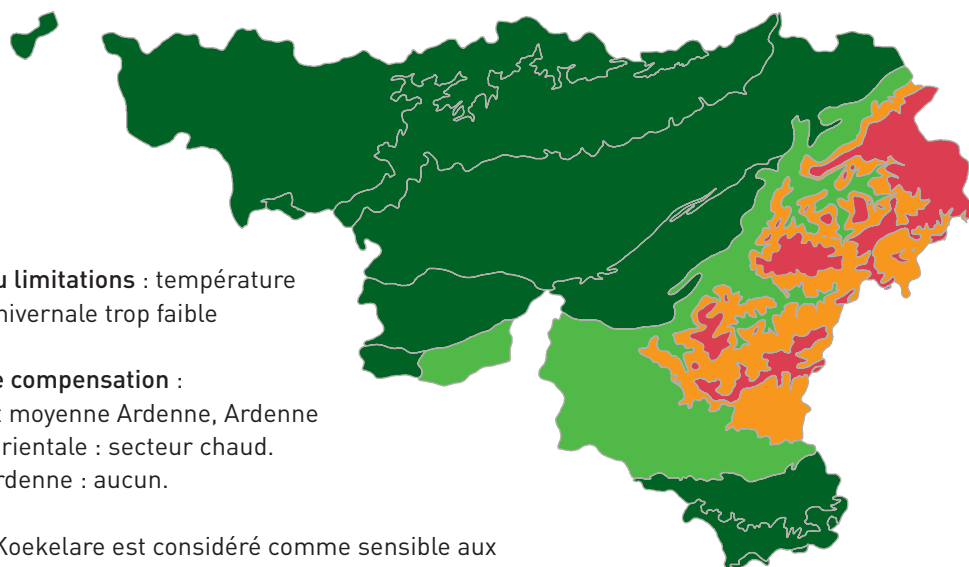 u limitations : température
hivernale trop faible
e compensation :
t moyenne Ardenne, Ardenne
rientale : secteur chaud.
rdenne : aucun.
Koekelare est considéré comme sensible aux